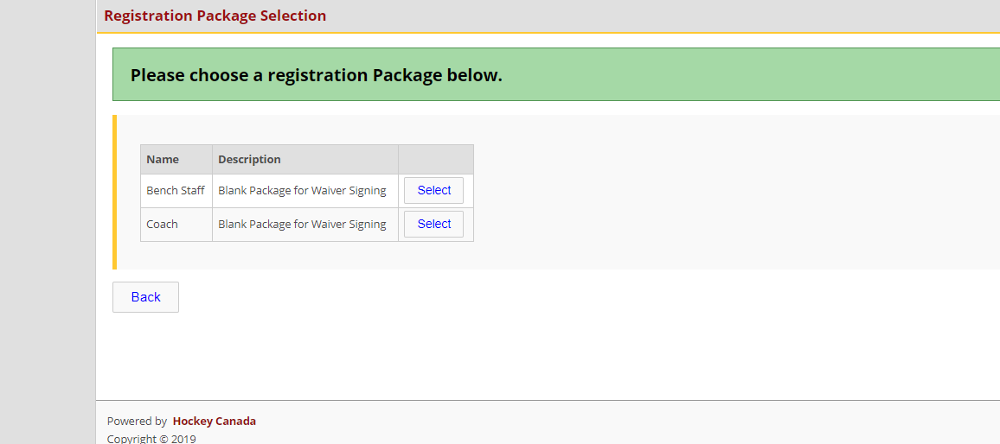 Registration Package Selection
Please choose a registration Package below.
Name Description
Bench Staff Blank Package for Waiver Signing Select
Coach Blank Package for Waiver Signing Select
Back
Powered by Hockey Canada
Copyright © 2019